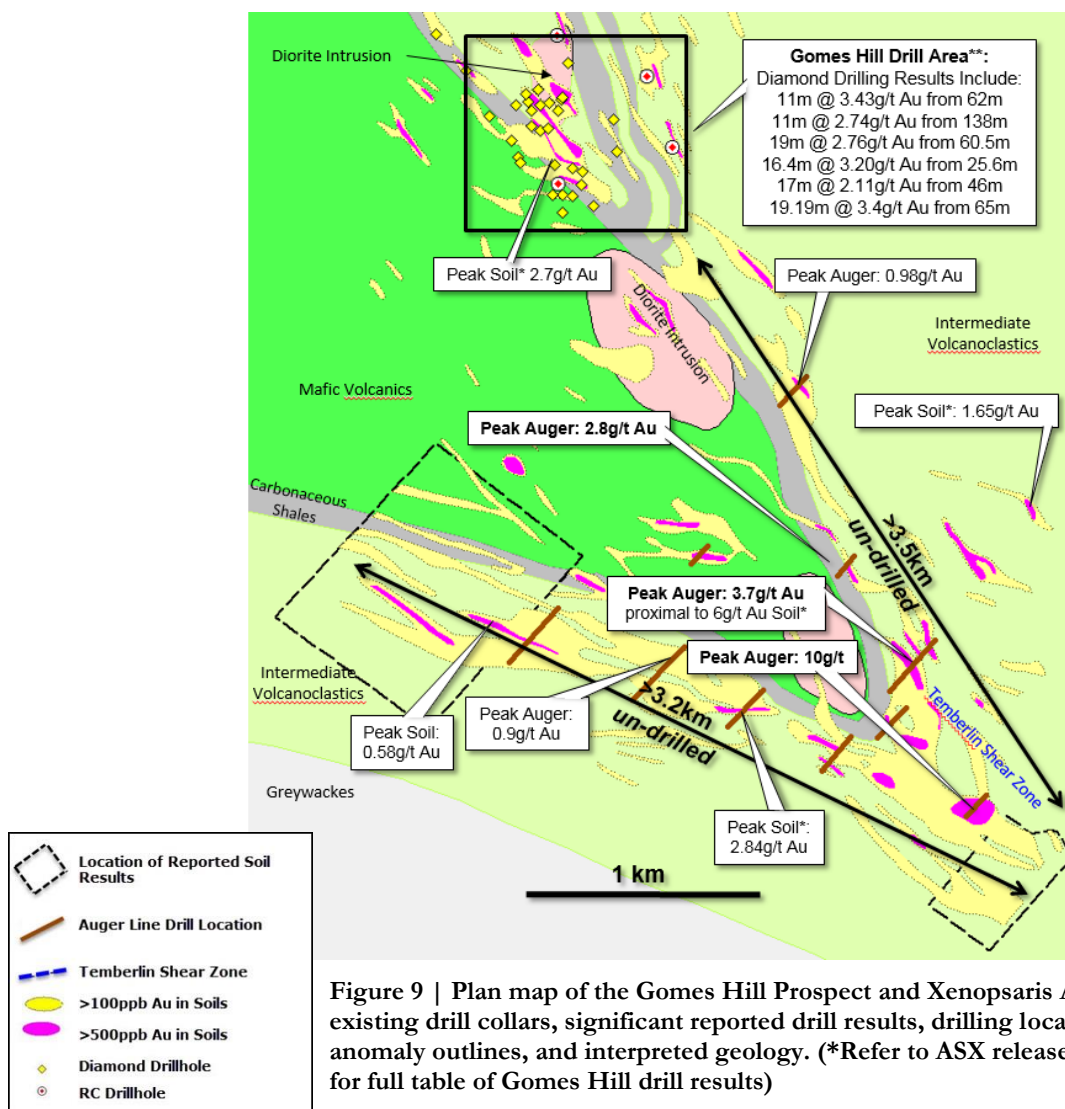 Diorite Intrusion
Gomes Hill Drill Area**:
Diamond Drilling Results Include:
11m @ 3.43g/t Au from 62m
11m @ 2.74g/t Au from 138m
19m @ 2.76g/t Au from 60.5m
16.4m @ 3.20g/t Au from 25.6m
17m @ 2.11g/t Au from 46m
19.19m @ 3.4g/t Au from 65m
Peak Soil* 2.7g/t Au
Peak Auger: 0.98g/t Au
Diorite Intrusion
Intermediate
Volcanoclastics
Mafic Volcanics
Peak Soil*: 1.65g/t Au
Peak Auger: 2.8g/t Au
Carbonaceous
Shales
>3.5km
un-drilled
Peak Auger: 3.7g/t Au
proximal to 6g/t Au Soil*
Peak Auger: 10g/t
Intermediate
Volcanoclastics
>3.2km
un-drilled
Temberlin Shear Zone
Peak Soil:
0.58g/t Au
Peak Auger:
0.9g/t Au
Greywackes
Peak Soil*:
2.84g/t Au
1 km
Location of Reported Soil
Results
Auger Line Drill Location
Temberlin Shear Zone
>100ppb Au in Soils
>500ppb Au in Soils
Diamond Drillhole
RC Drillhole
Figure 9 | Plan map of the Gomes Hill Prospect and Xenopsaris A
existing drill collars, significant reported drill results, drilling loca
anomaly outlines, and interpreted geology. (*Refer to ASX release
for full table of Gomes Hill drill results)